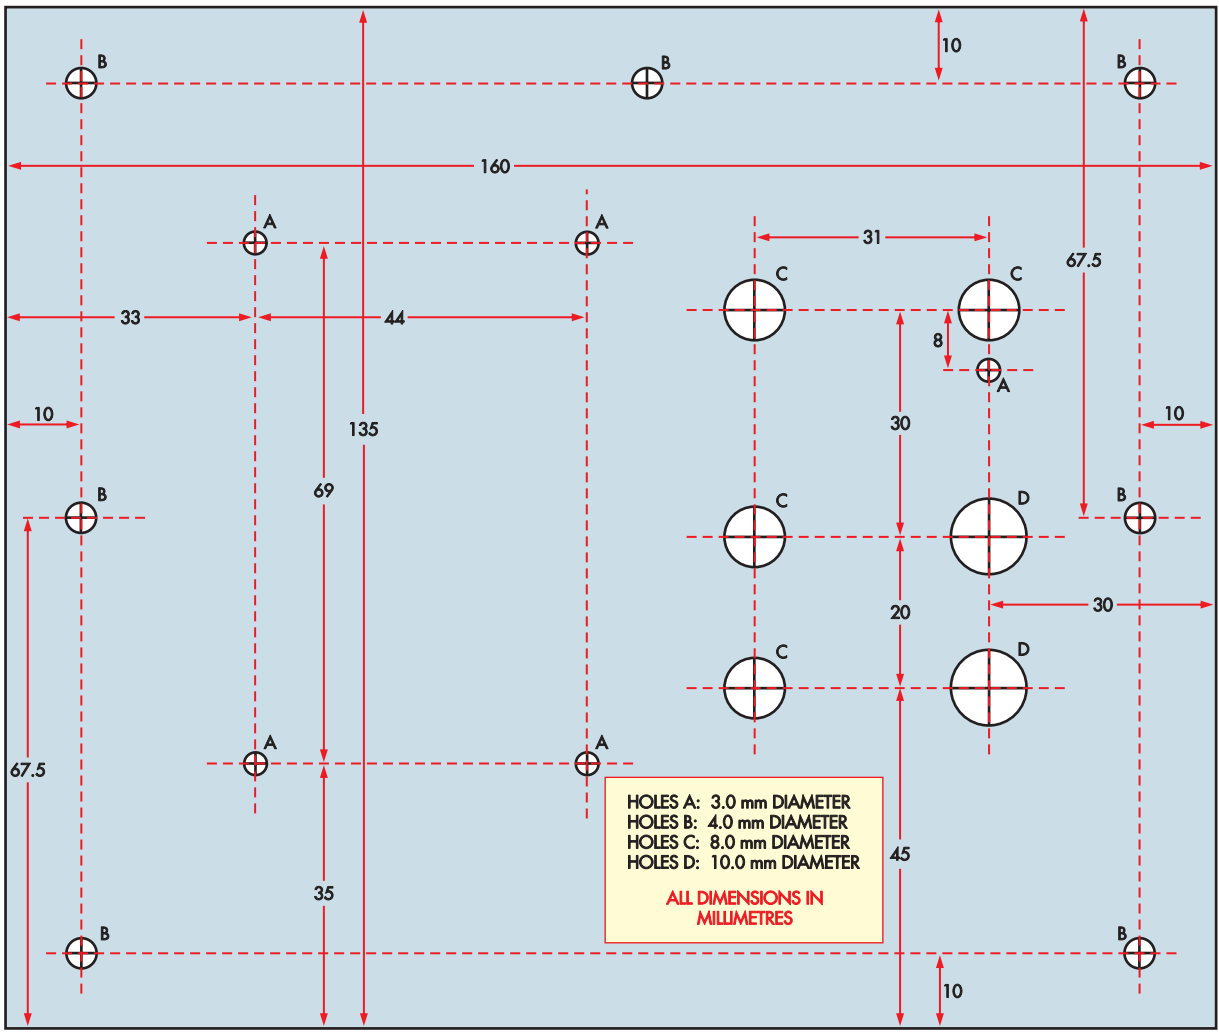 10
B
B
B
160
A
A
31
67.5
C
C
33
44
8
A
10
10
30
135
69
B
C
D
B
30
20
C
D
A
A
67.5
HOLES A: 3.0 mm DIAMETER
HOLES B: 4.0 mm DIAMETER
HOLES C: 8.0 mm DIAMETER
HOLES D: 10.0 mm DIAMETER
45
35
ALL DIMENSIONS IN
MILLIMETRES
B
B
10